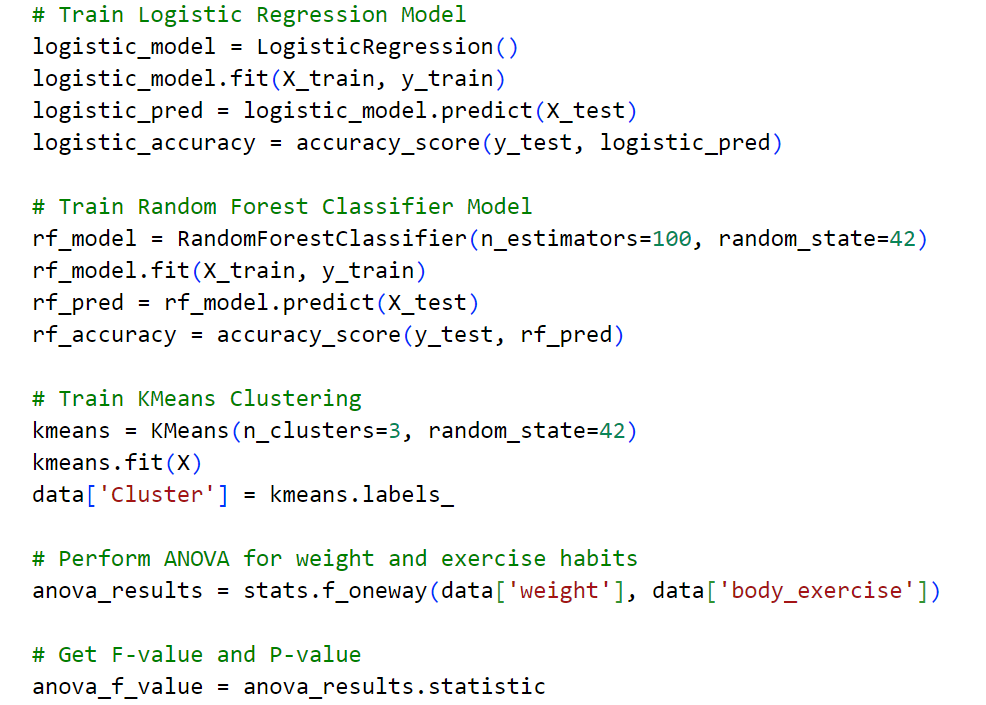 # Train Logistic Regression Model
logistic_model = LogisticRegression()
logistic_model.fit(X_train, y_train)
logistic_pred = logistic_model.predict(X_test)
logistic_accuracy = accuracy_score(y_test, logistic_pred)
# Train Random Forest Classifier Model
rf_model = RandomForestClassifier(n_estimators=100, random_state=42)
rf_model.fit(X_train, y_train)
rf_pred = rf_model.predict(X_test)
rf_accuracy = accuracy_score(y_test, rf_pred)
# Train KMeans Clustering
kmeans = KMeans(n_clusters=3, random_state=42)
kmeans.fit(X)
data['Cluster'] = kmeans.labels_
# Perform ANOVA for weight and exercise habits
anova_results = stats.f_oneway(data['weight'], data['body_exercise'])
# Get F-value and P-value
anova_f_value = anova_results.statistic